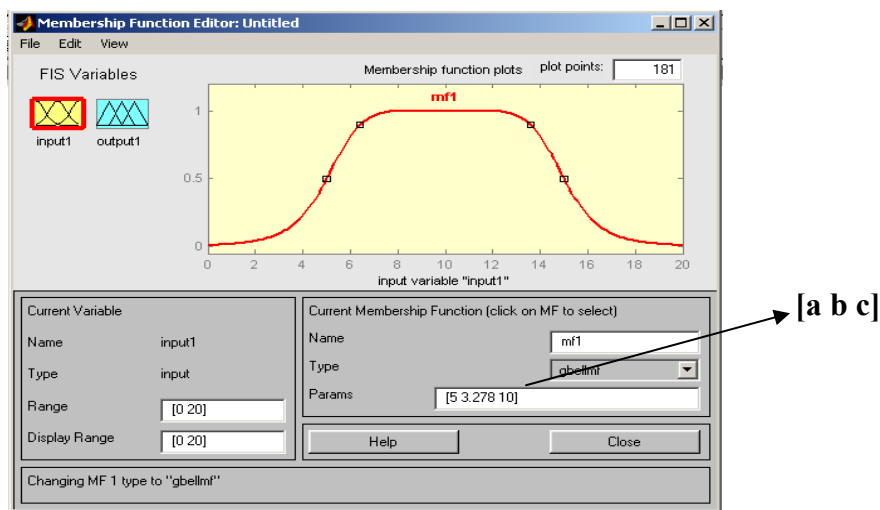 Membership Function Editor: Untitled
File Edit View
FIS Variables
Membership function plots plot points: 181
mf1
input1 output1
1
0.5
0
0 2 4 6 8 10 12 14 16 18 20
input variable "input1"
Current Variable
Name input1
Type input
Range [0 20]
Display Range [0 20]
Current Membership Function (click on MF to select)
Name mf1
Type gbellmf
Params [5 3.278 10]
[a b c]
Help Close
Changing MF 1 type to "gbellmf"